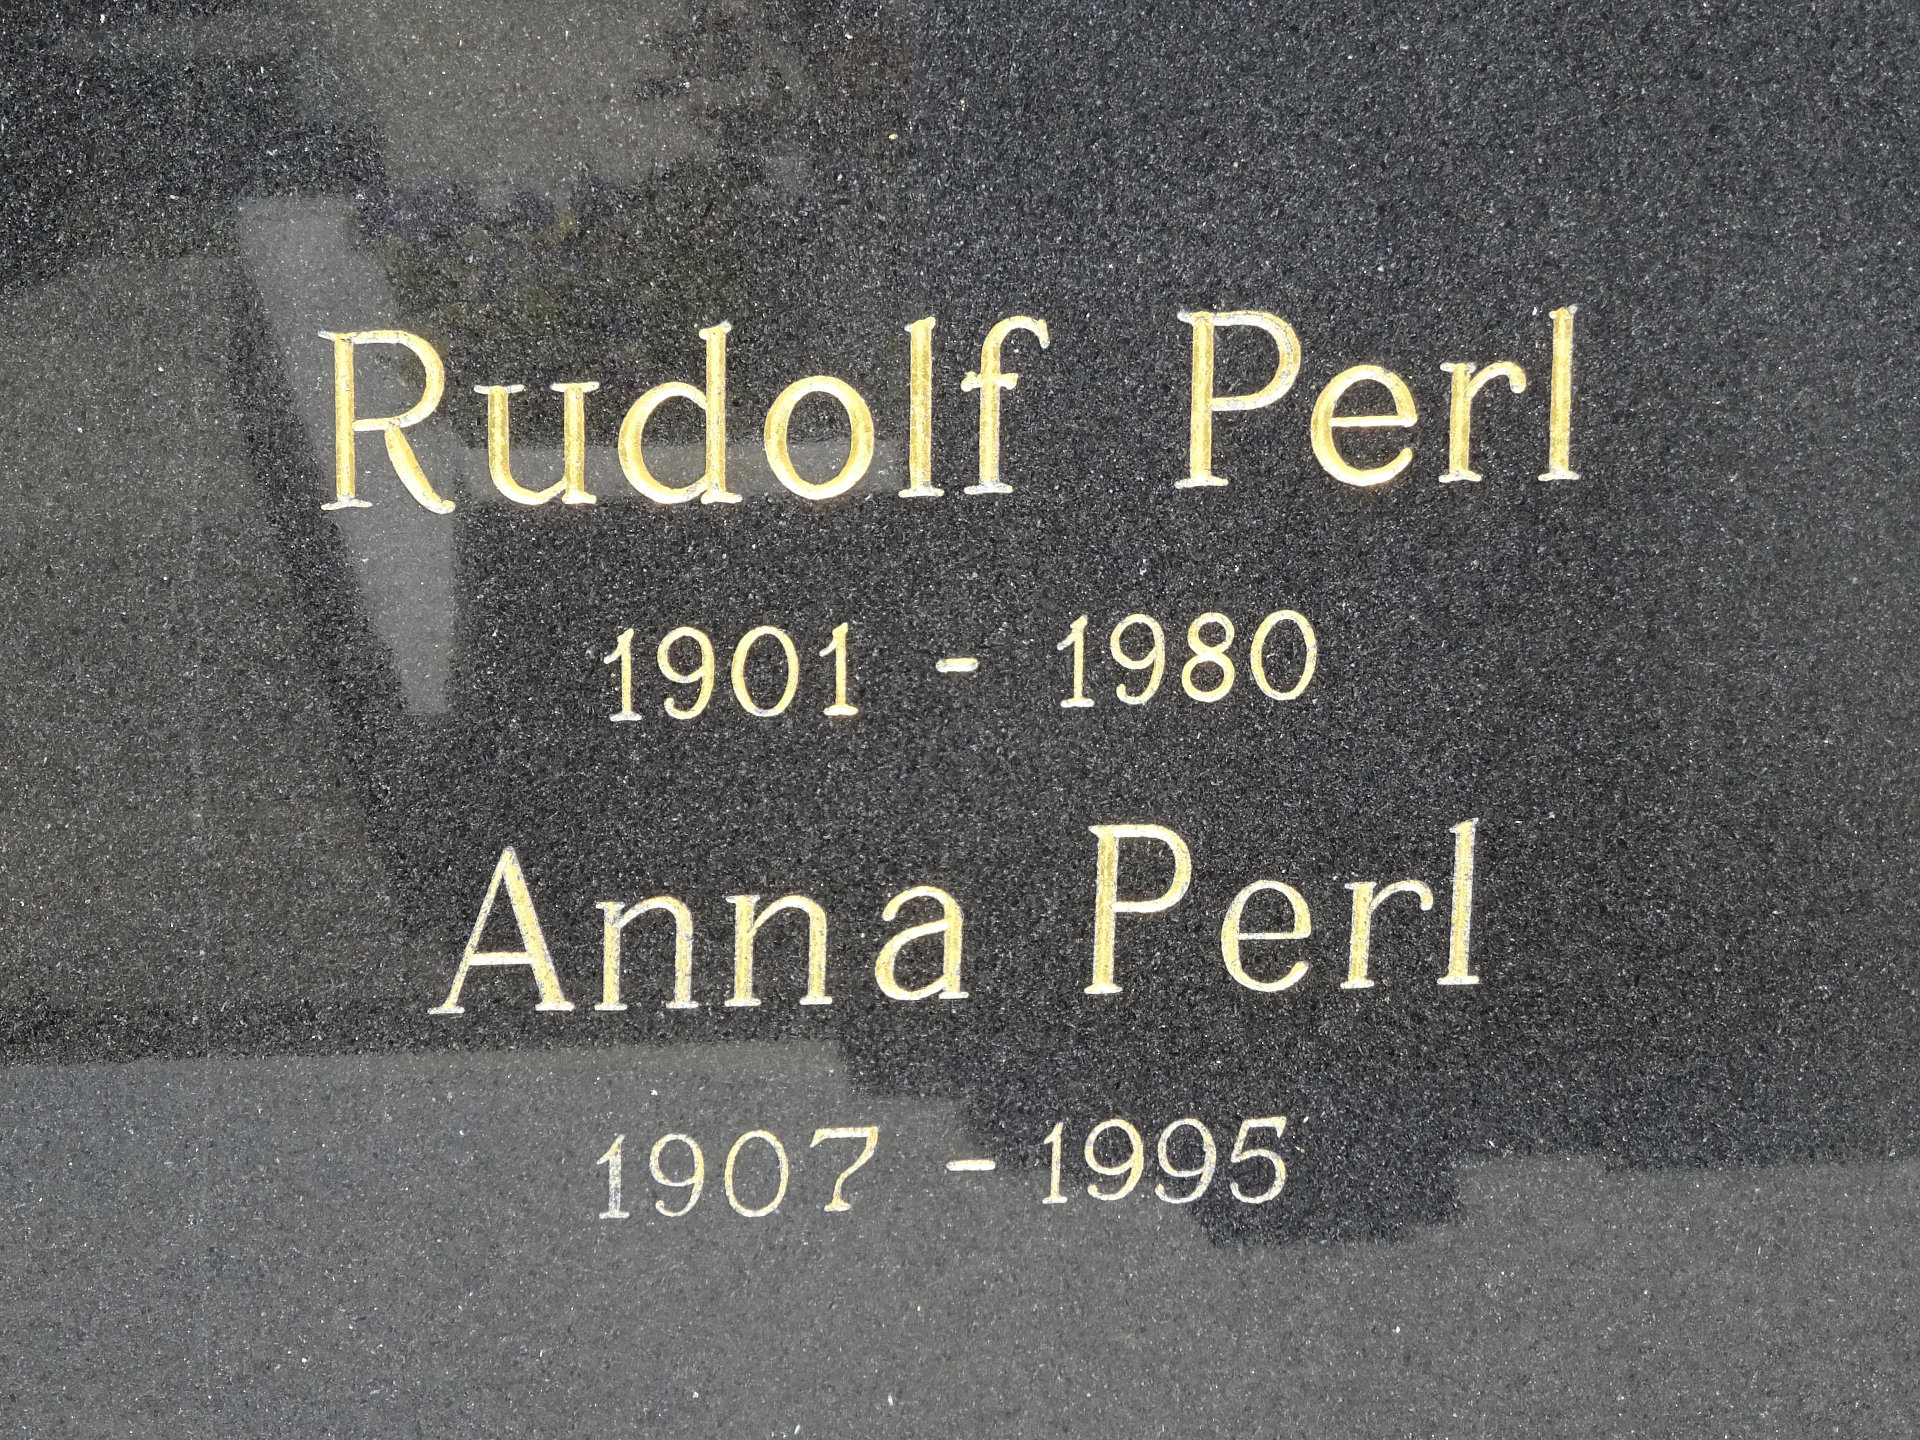 Rudolf Perl
1901 - 1980
Anna Perl
1907 - 1995